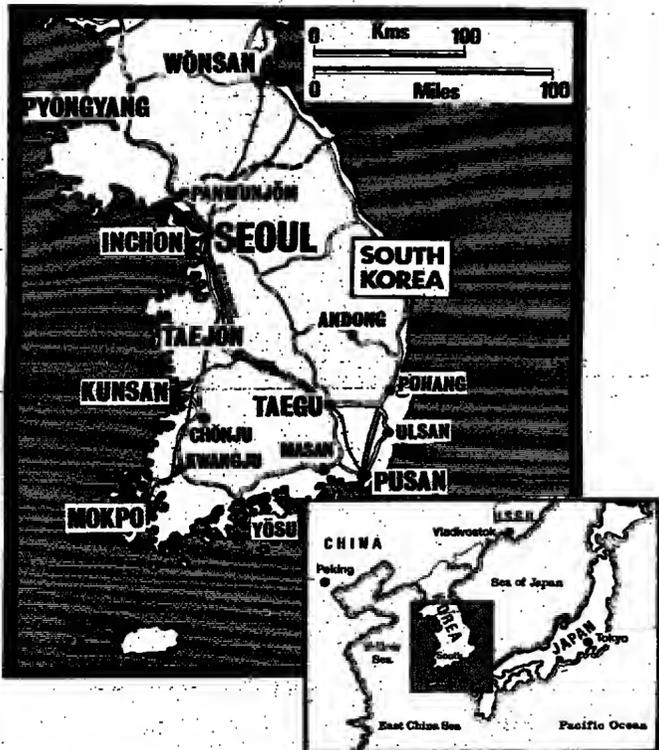 0 Kms 100
0 Miles 100
WŎNSAN
PYŎNGYANG
PANMUNJŎM
INCHON
SEOUL
SOUTH
KOREA
ANDONG
TAEJON
KUNSAN
POHANG
TAEGU
CHŎNJU
ULSAN
KWANGJU
MASAN
PUSAN
MOKPO
YŎSU
U.S.S.R
Vladivostok
CHINA
Peking
Sea of Japan
KOREA
South
JAPAN
Tokyo
Sea
East China Sea
Pacific Ocean